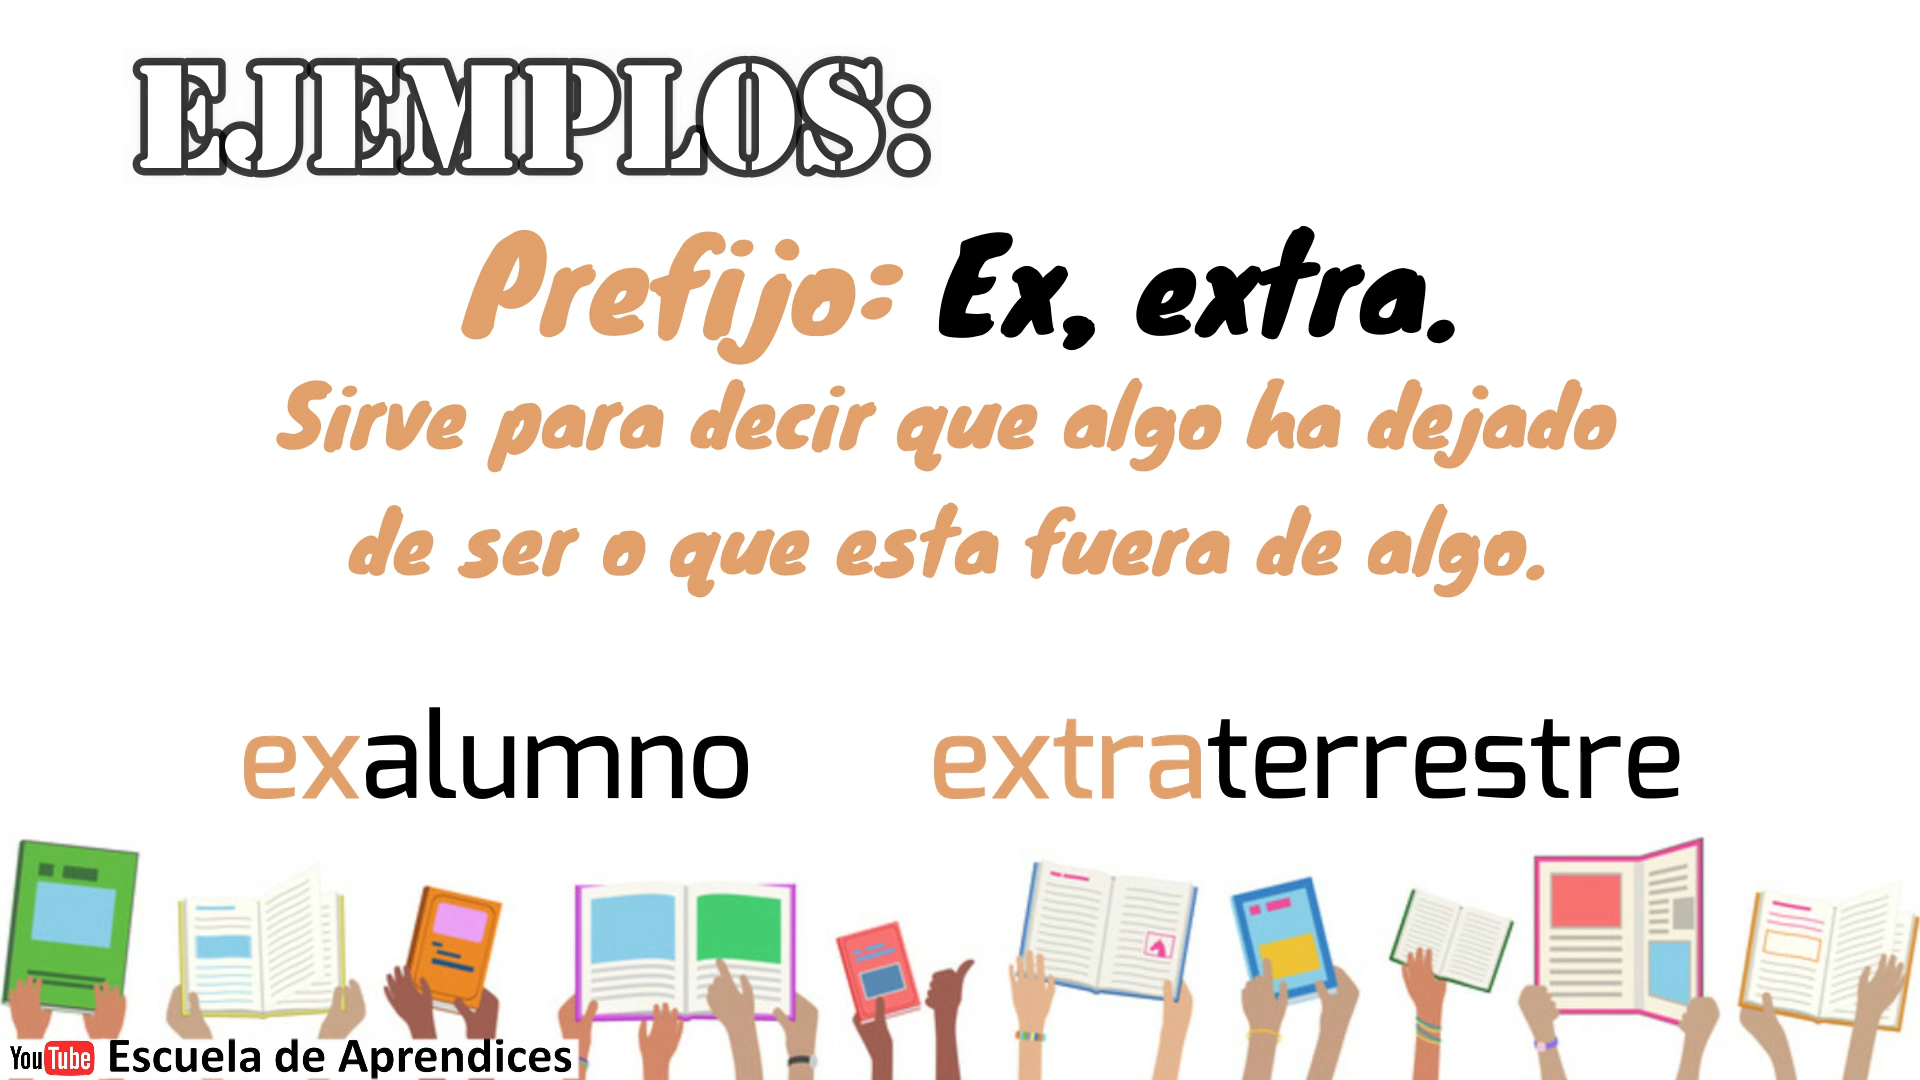 EJEMPLOS:
Prefijo: Ex, extra.
Sirve para decir que algo ha dejado
de ser o que esta fuera de algo.
exalumno extraterrestre
YouTube Escuela de Aprendices